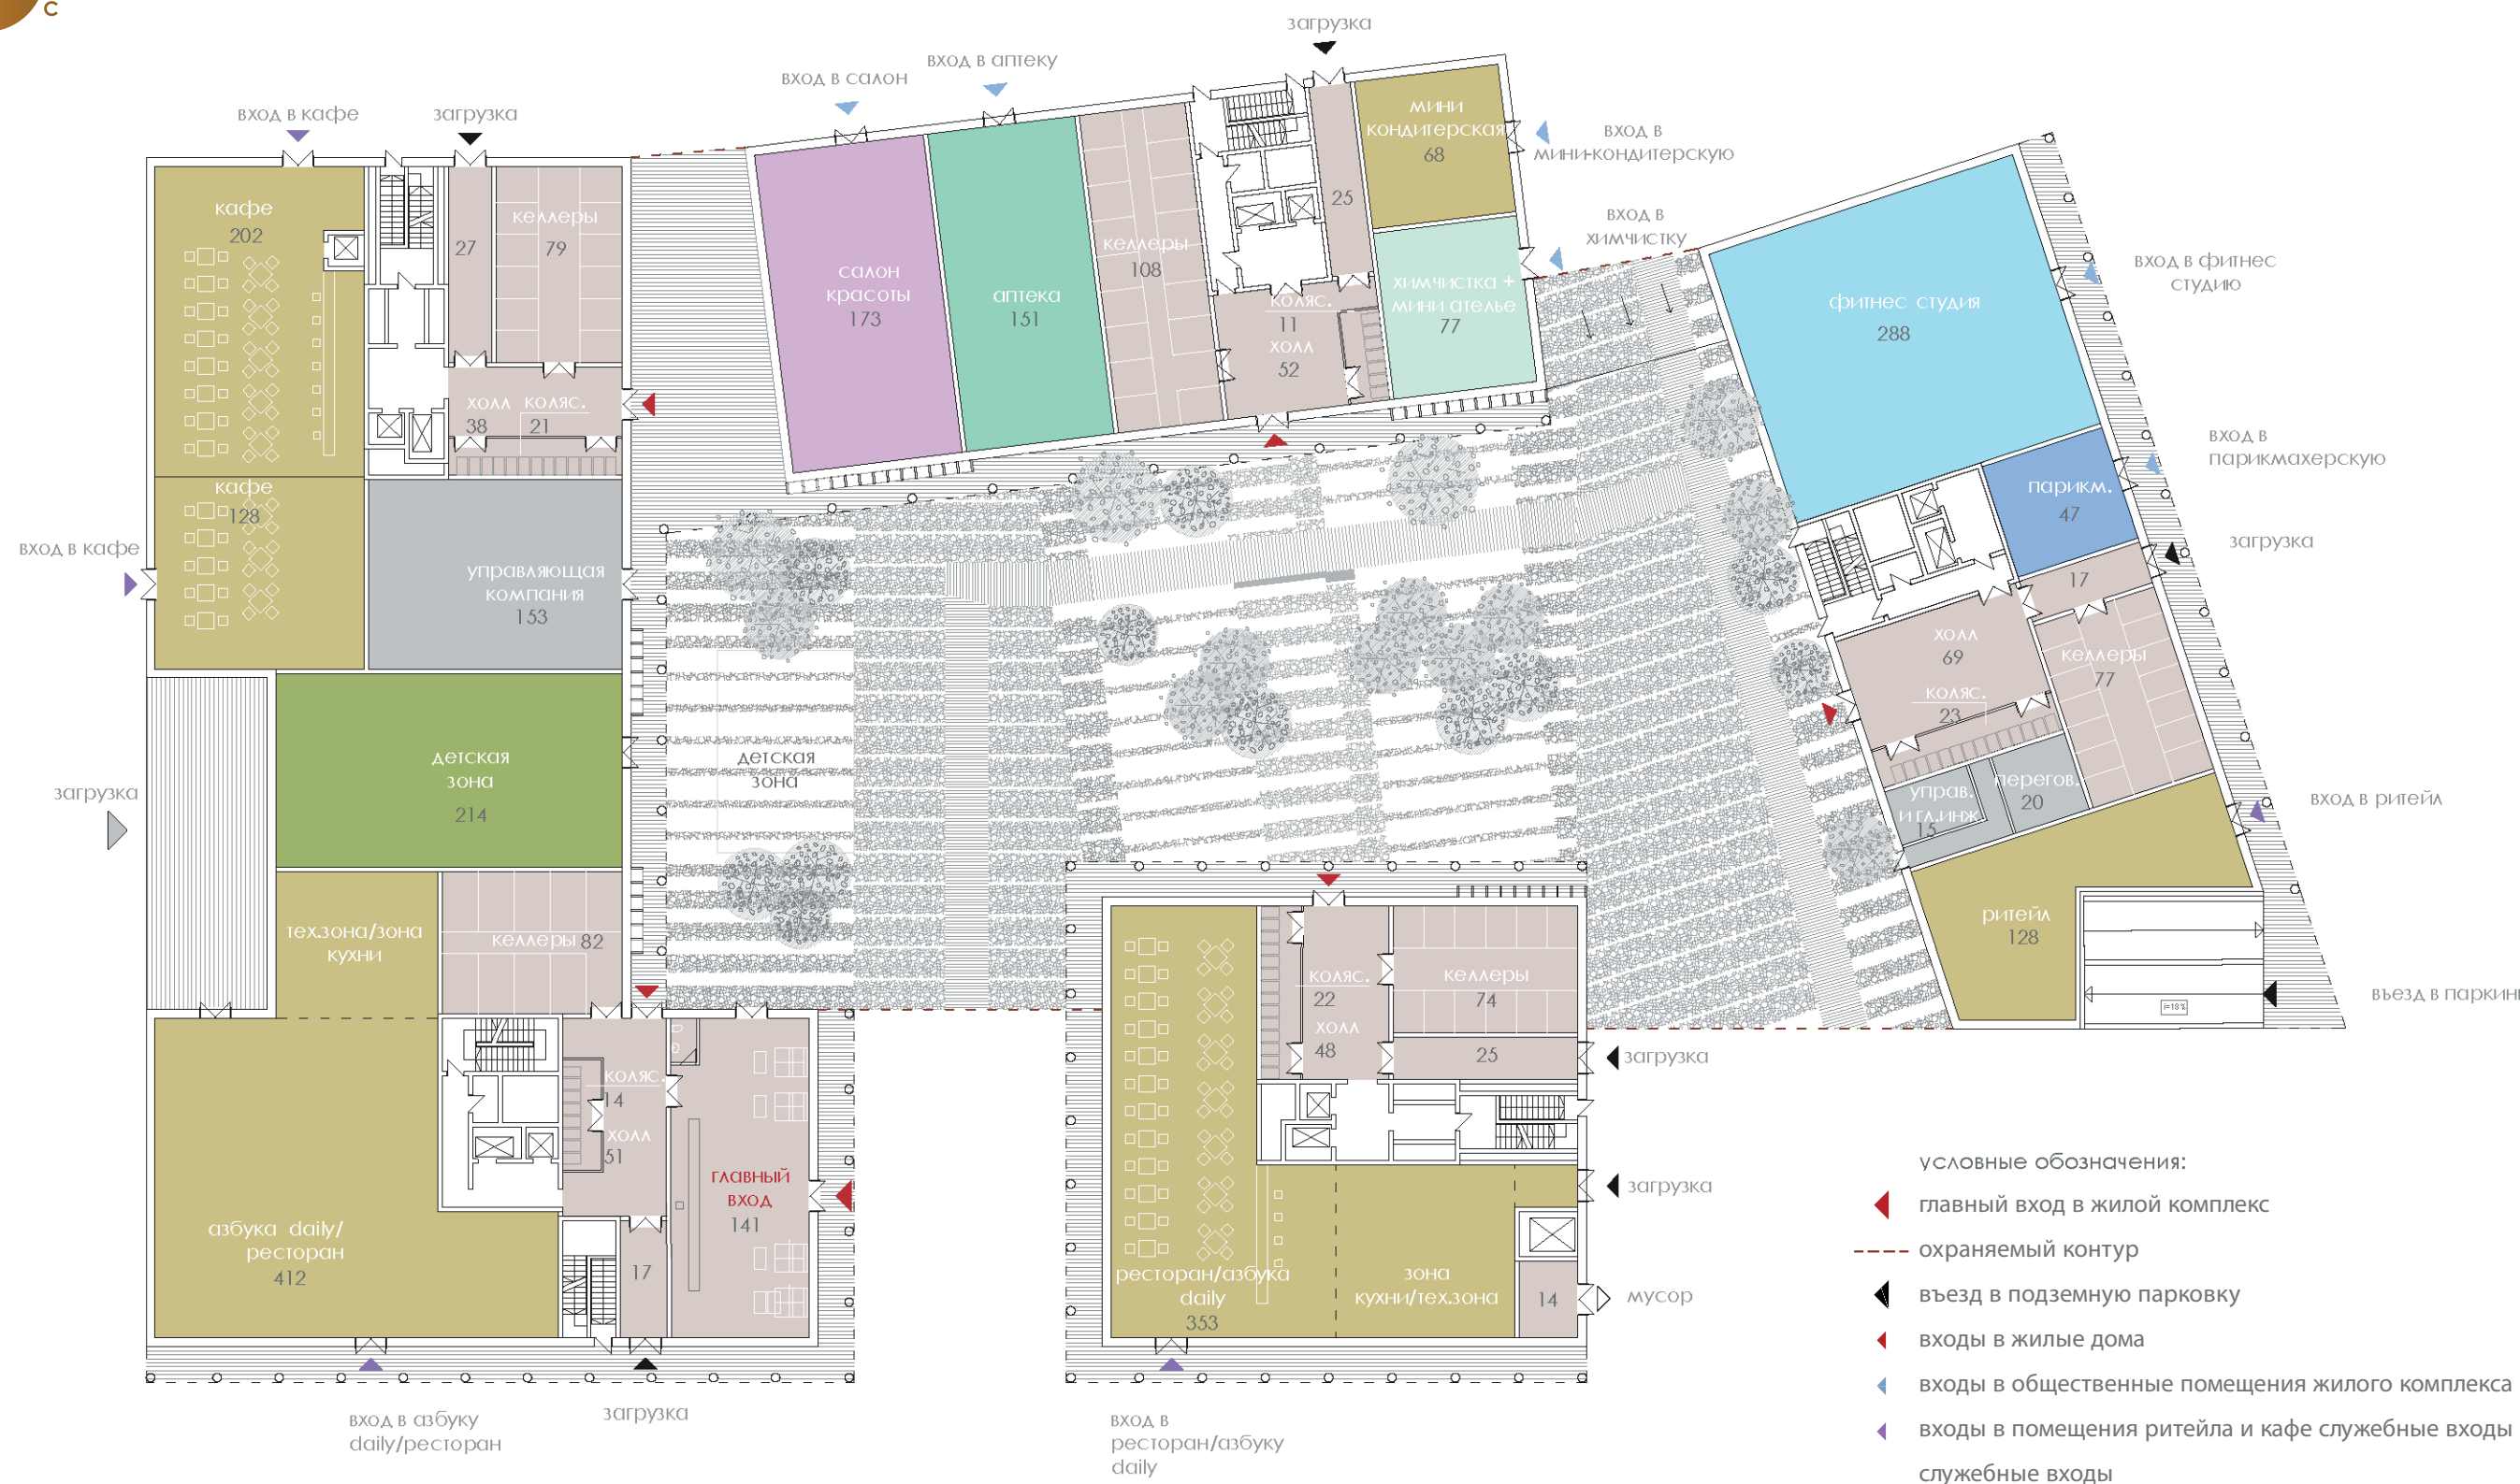 С
загрузка
вход в аптеку
вход в салон
вход в кафе
загрузка
мини
кондитерская
68
вход в
мини-кондитерскую
кафе
202
27
келлеры
79
25
салон
красоты
173
аптека
151
келлеры
108
вход в
химчистку
химчистка +
мини ателье
77
коляс.
11
холл
52
вход в фитнес
студию
фитнес студия
288
холл
38
коляс.
21
вход в
парикмахерскую
парикм.
47
кафе
128
вход в кафе
управляющая
компания
153
загрузка
17
холл
69
келлеры
77
коляс.
23
детская
зона
214
детская
зона
загрузка
перегов.
20
управ.
и гл.инж.
15
вход в ритейл
ритейл
128
тех.зона/зона
кухни
келлеры 82
коляс.
22
холл
48
келлеры
74
i=18%
въезд в паркинг
25
загрузка
коляс.
14
холл
51
главный
вход
141
загрузка
азбука daily/
ресторан
412
17
ресторан/азбука
daily
353
зона
кухни/тех.зона
14
мусор
вход в азбуку
daily/ресторан
загрузка
вход в
ресторан/азбуку
daily
условные обозначения:
главный вход в жилой комплекс
охраняемый контур
въезд в подземную парковку
входы в жилые дома
входы в общественные помещения жилого комплекса
входы в помещения ритейла и кафе служебные входы
служебные входы